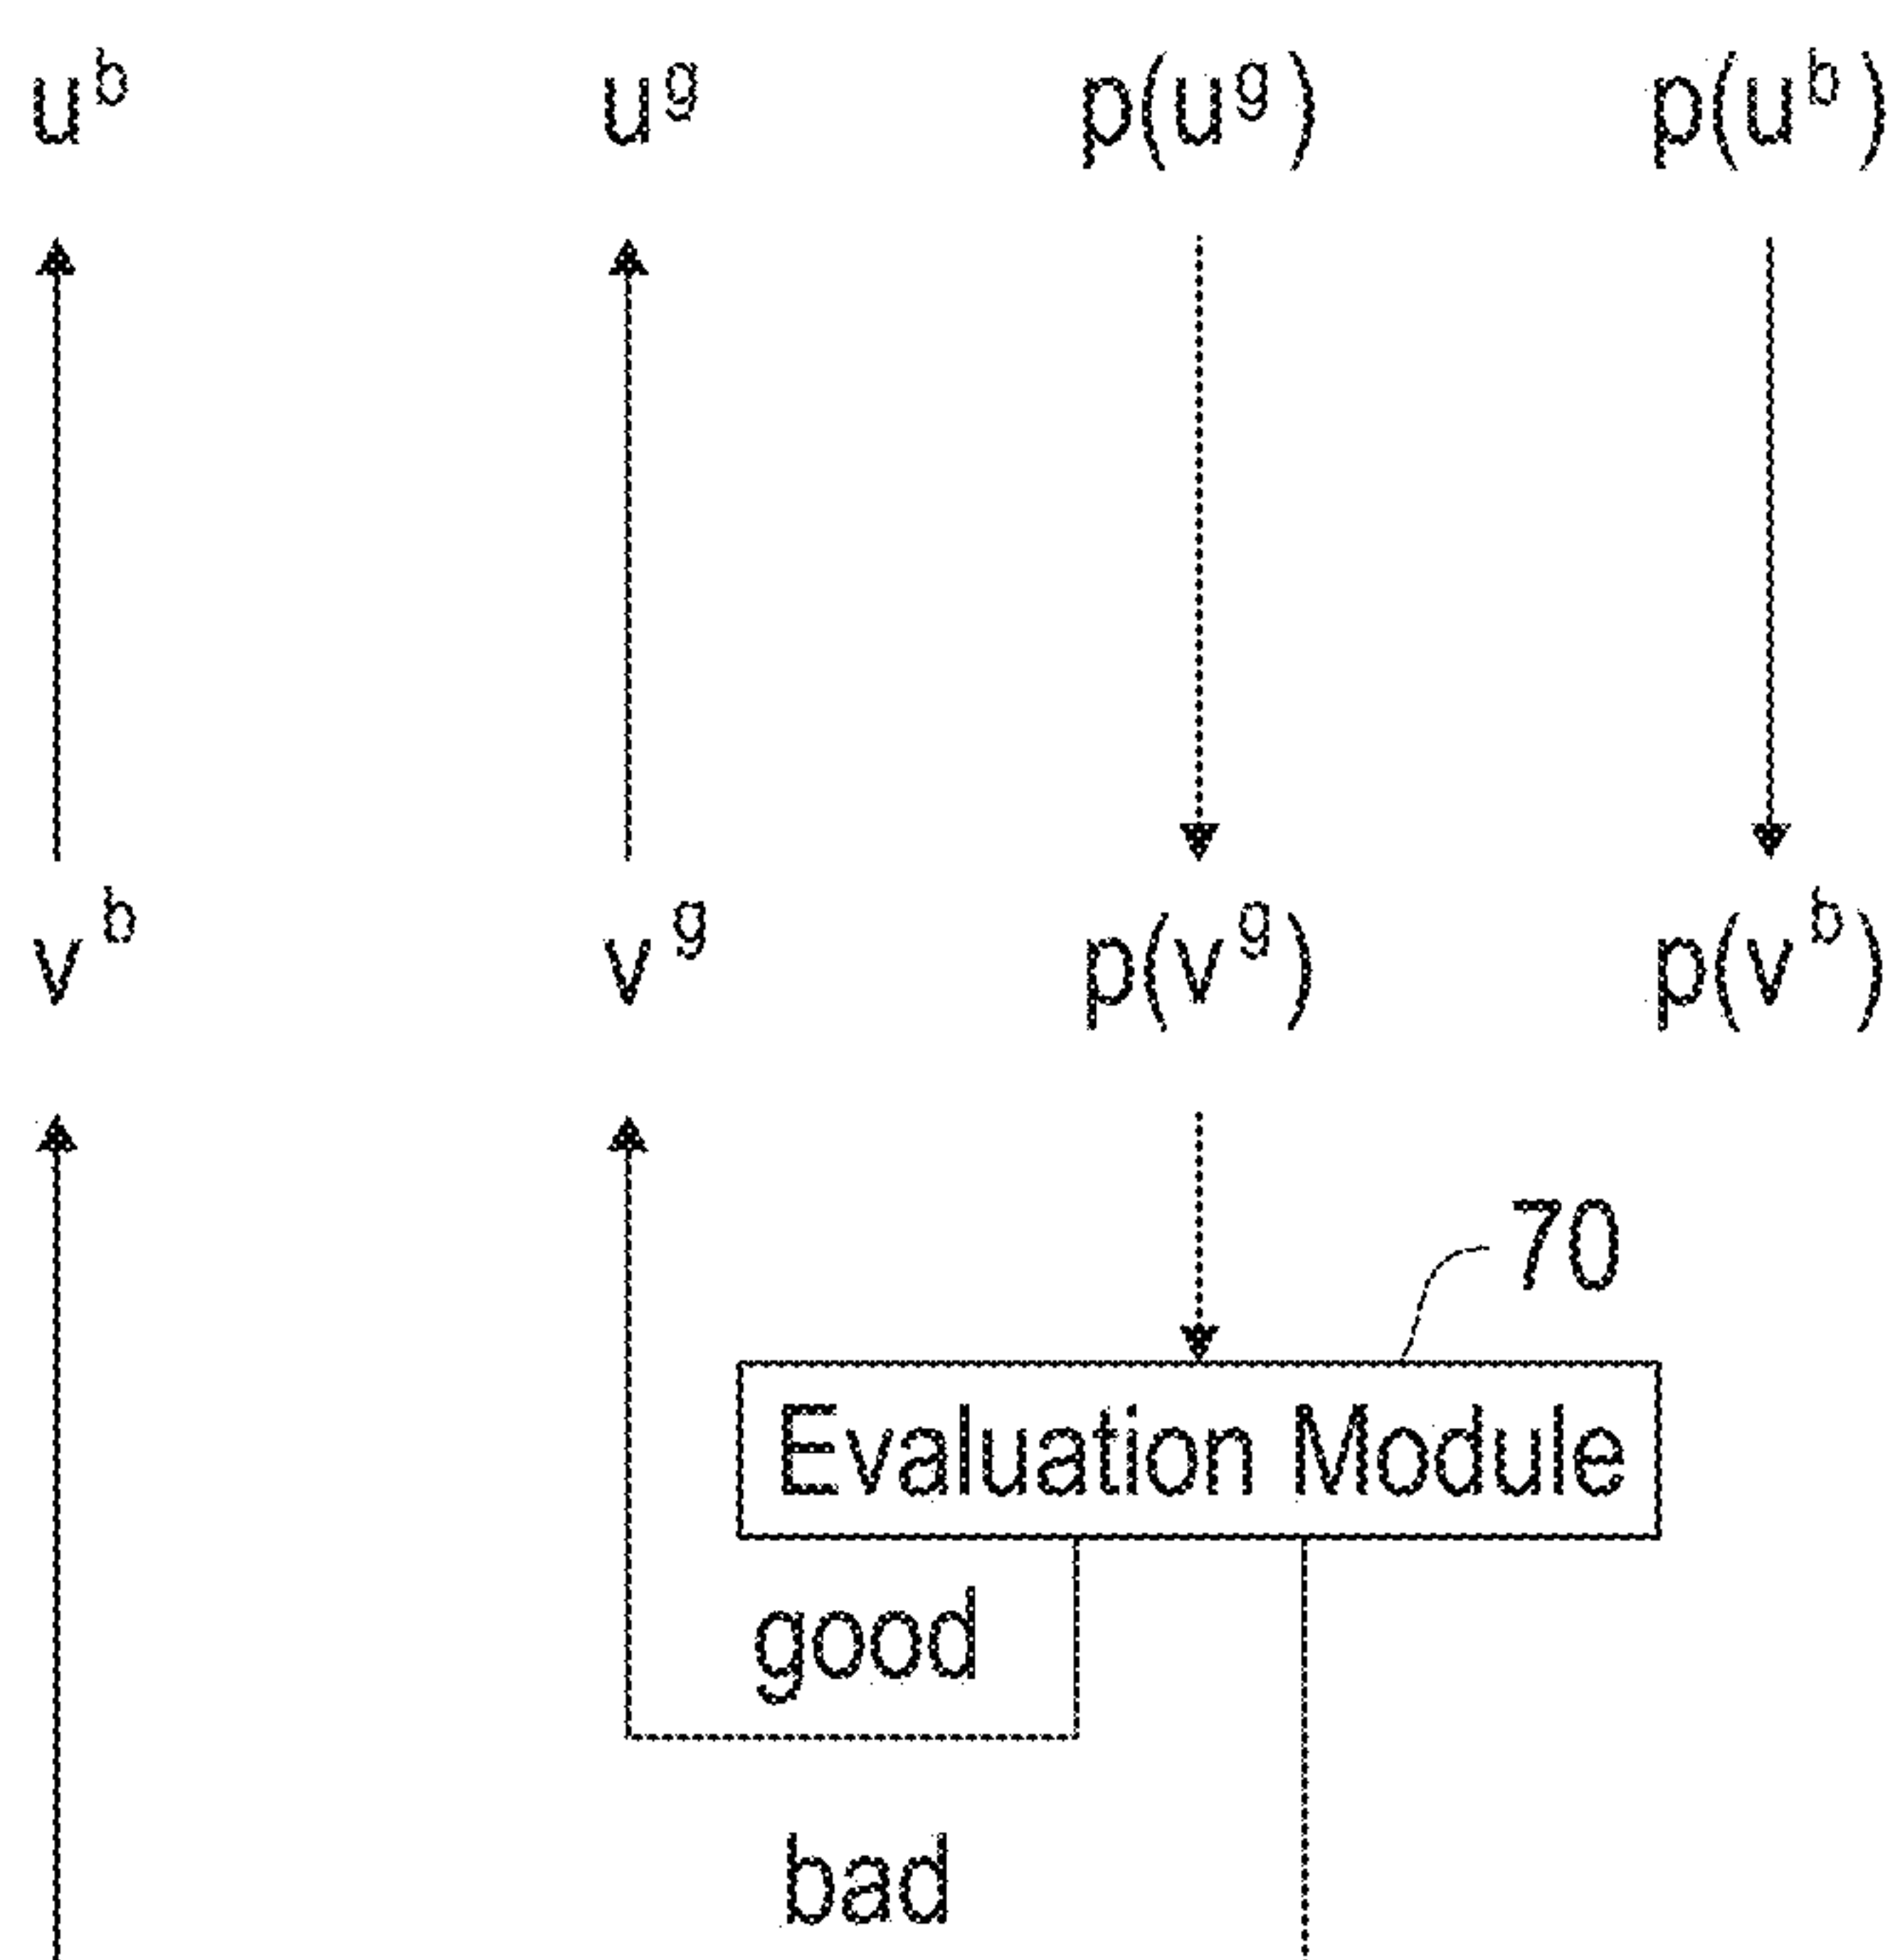 u^b u^g p(u^g) p(u^b)
v^b v^g p(v^g) p(v^b)
70
Evaluation Module
good
bad